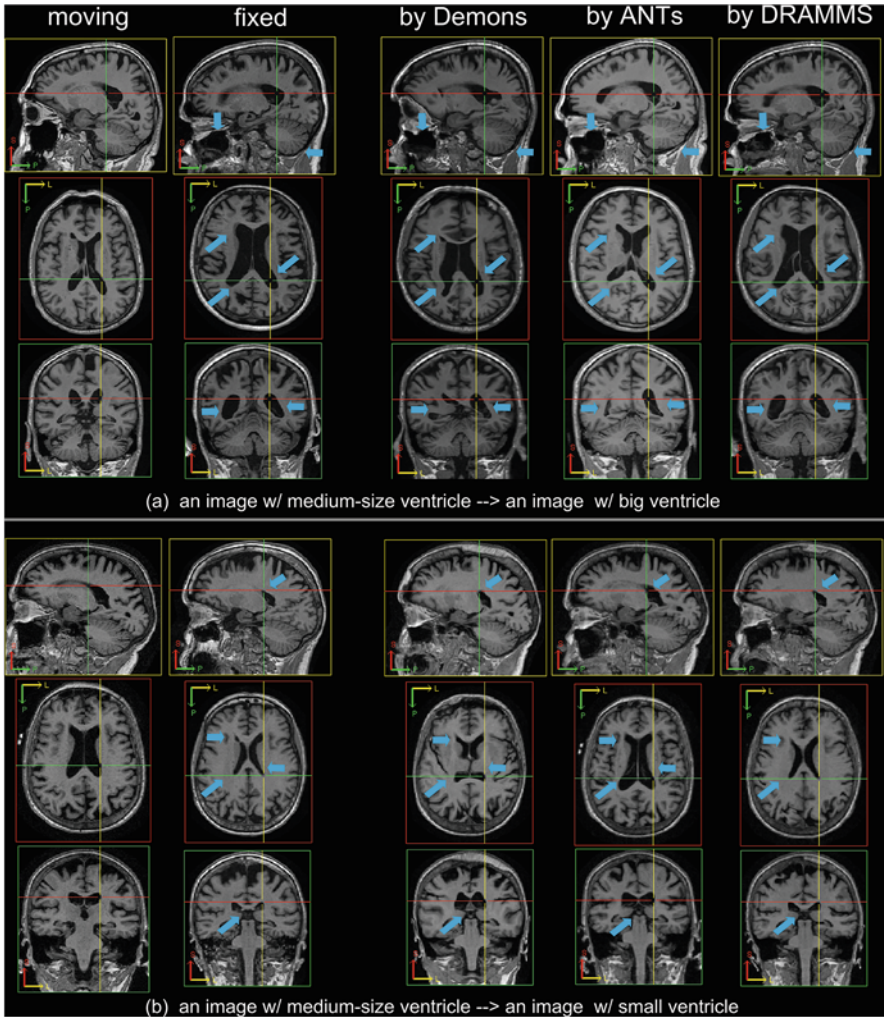 moving fixed by Demons by ANTs by DRAMMS
S
P
S
P
S
P
S
P
S
P
L
P
L
P
L
P
L
P
L
P
S
L
S
L
S
L
S
L
S
L
(a) an image w/ medium-size ventricle --> an image w/ big ventricle
S
P
S
P
S
P
S
P
S
P
L
P
L
P
L
P
L
P
L
P
S
L
S
L
S
L
S
L
S
L
(b) an image w/ medium-size ventricle --> an image w/ small ventricle